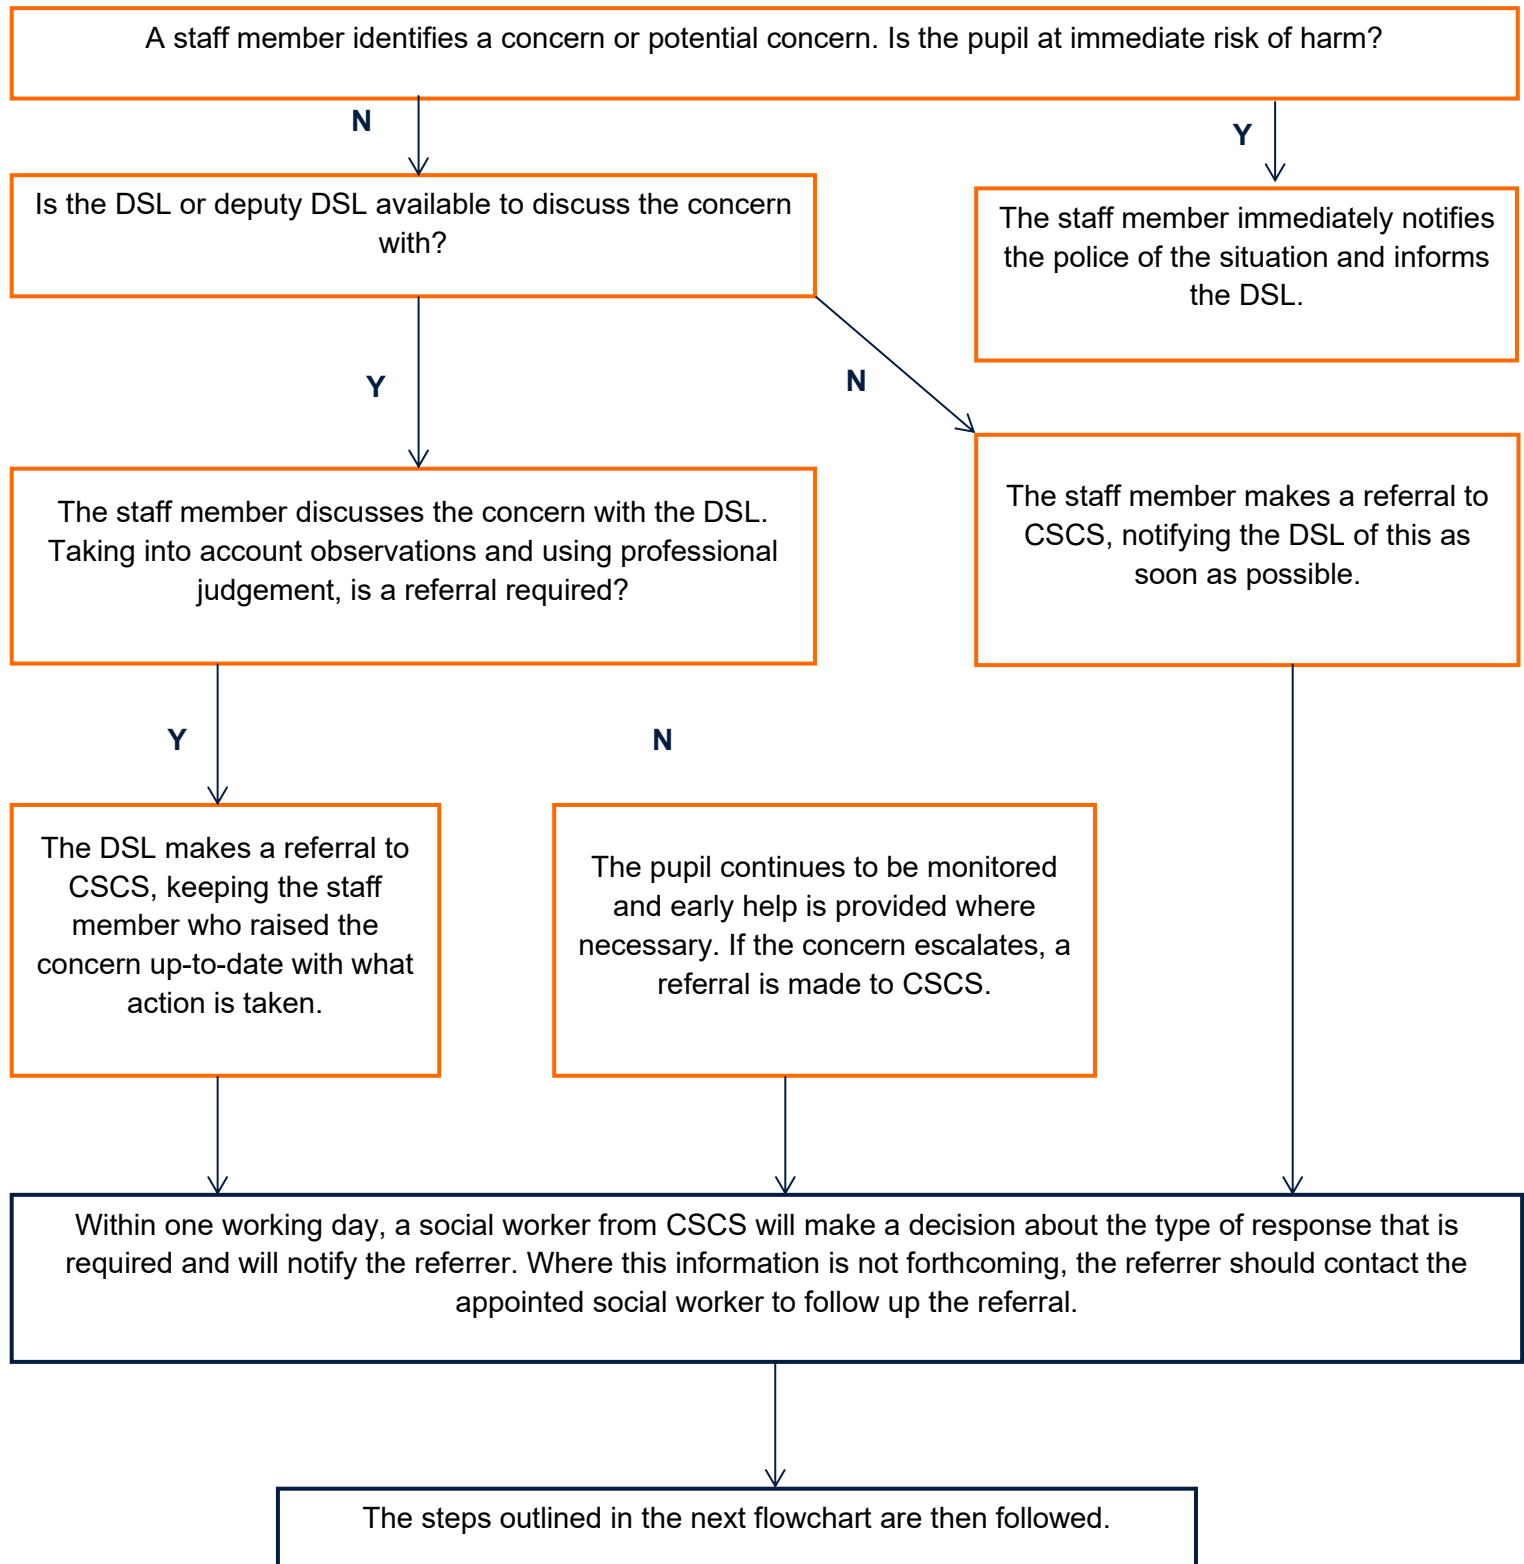 A staff member identifies a concern or potential concern. Is the pupil at immediate risk of harm?
N
Y
Is the DSL or deputy DSL available to discuss the concern
with?
The staff member immediately notifies
the police of the situation and informs
the DSL.
Y
N
The staff member discusses the concern with the DSL.
Taking into account observations and using professional
judgement, is a referral required?
The staff member makes a referral to
CSCS, notifying the DSL of this as
soon as possible.
Y
N
The DSL makes a referral to
CSCS, keeping the staff
member who raised the
concern up-to-date with what
action is taken.
The pupil continues to be monitored
and early help is provided where
necessary. If the concern escalates, a
referral is made to CSCS.
Within one working day, a social worker from CSCS will make a decision about the type of response that is
required and will notify the referrer. Where this information is not forthcoming, the referrer should contact the
appointed social worker to follow up the referral.
The steps outlined in the next flowchart are then followed.